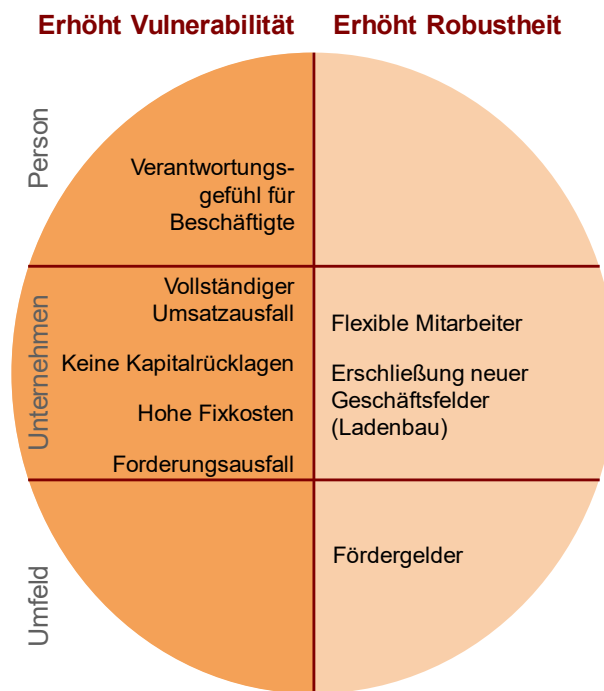 Erhöht Vulnerabilität
Erhöht Robustheit
Person
Verantwortungs-
gefühl für
Beschäftigte
Unternehmen
Vollständiger
Umsatzausfall
Keine Kapitalrücklagen
Hohe Fixkosten
Forderungsausfall
Flexible Mitarbeiter
Erschließung neuer
Geschäftsfelder
(Ladenbau)
Umfeld
Fördergelder